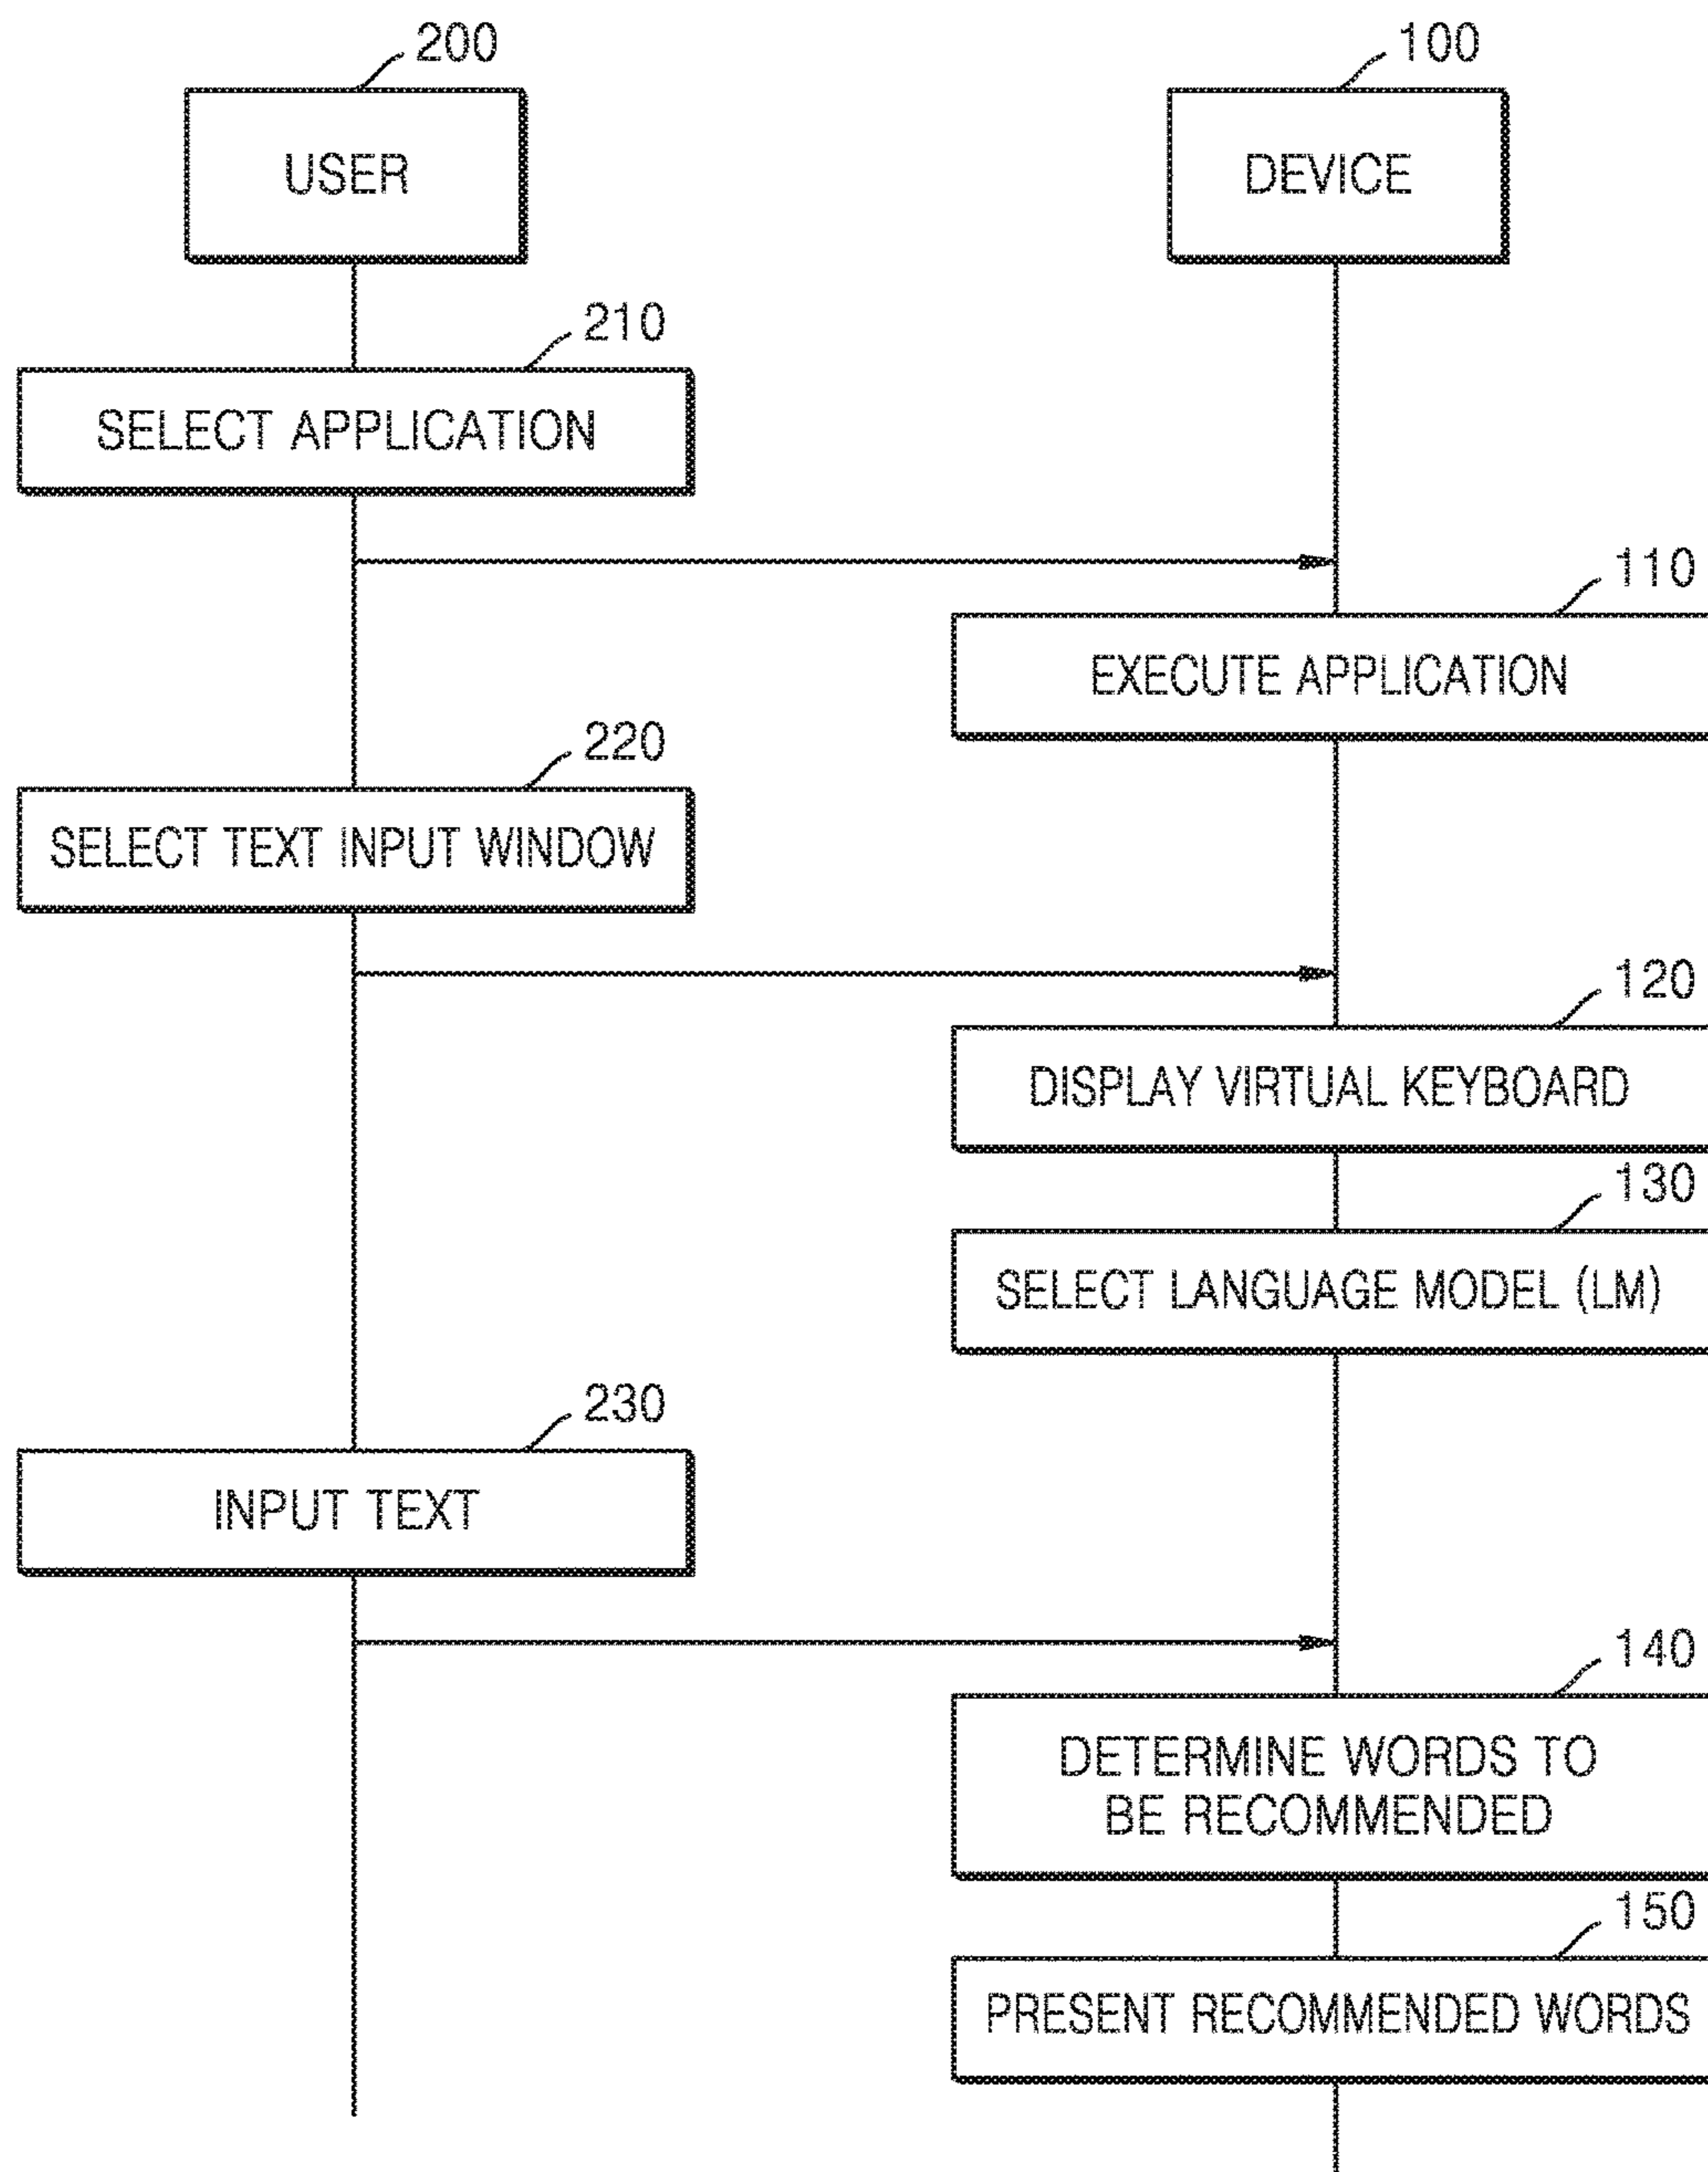 200
100
USER
DEVICE
210
SELECT APPLICATION
110
EXECUTE APPLICATION
220
SELECT TEXT INPUT WINDOW
120
DISPLAY VIRTUAL KEYBOARD
130
SELECT LANGUAGE MODEL (LM)
230
INPUT TEXT
140
DETERMINE WORDS TO
BE RECOMMENDED
150
PRESENT RECOMMENDED WORDS